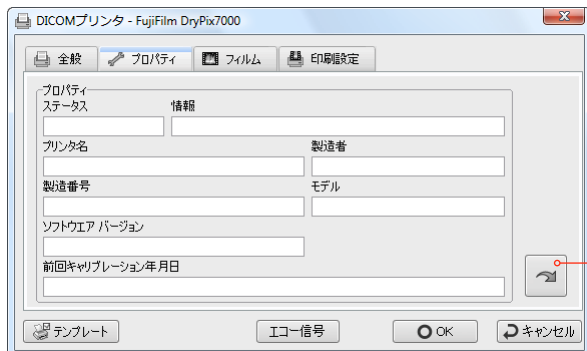 DICOMプリンタ - FujiFilm DryPix7000
全般 プロパティ フィルム 印刷設定
プロパティ
ステータス 情報
プリンタ名 製造者
製造番号 モデル
ソフトウエア バージョン
前回キャリブレーション年月日
テンプレート エコー信号 OK キャンセル